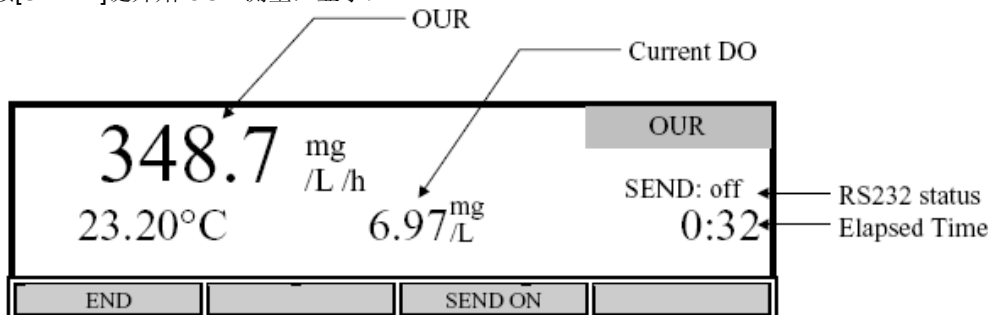 OUR
Current DO
OUR
348.7 mg /L /h
SEND: off
RS232 status
23.20°C
6.97 mg /L
0:32
Elapsed Time
END
SEND ON